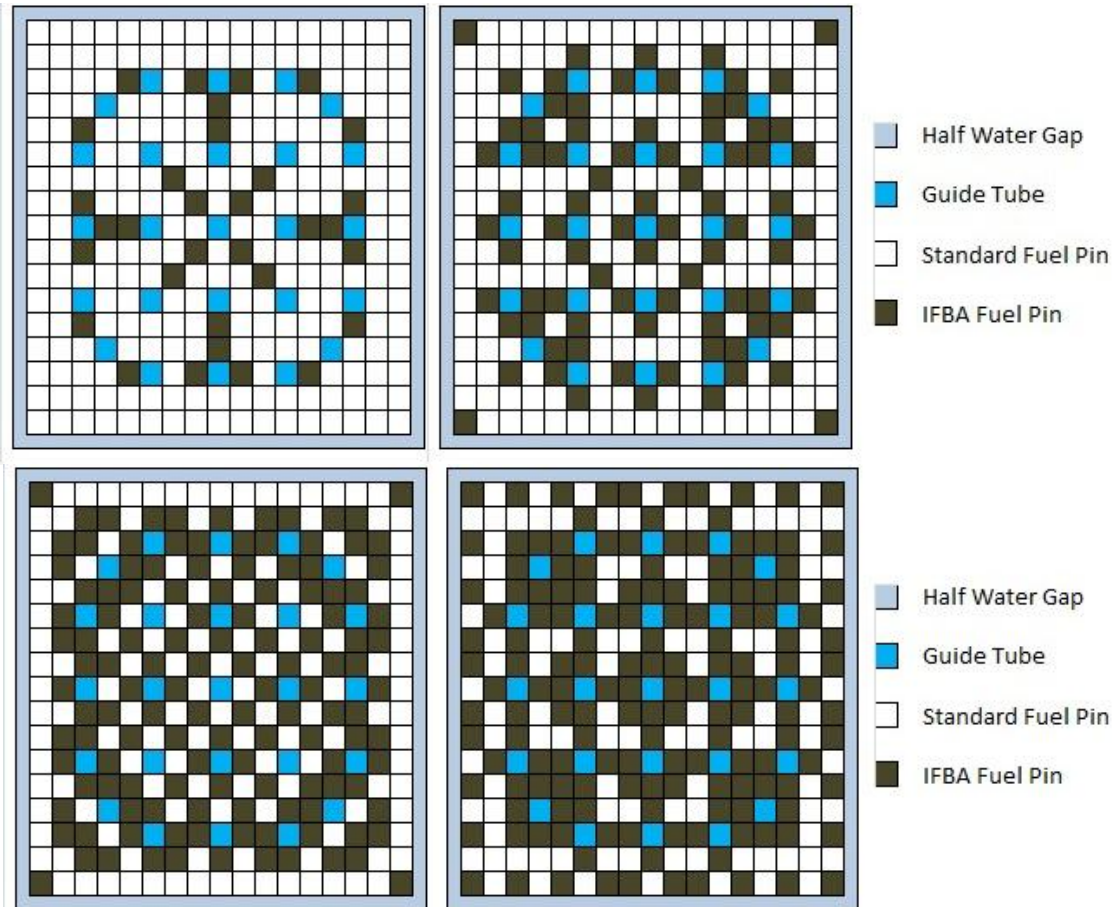 Half Water Gap
Guide Tube
Standard Fuel Pin
IFBA Fuel Pin
Half Water Gap
Guide Tube
Standard Fuel Pin
IFBA Fuel Pin